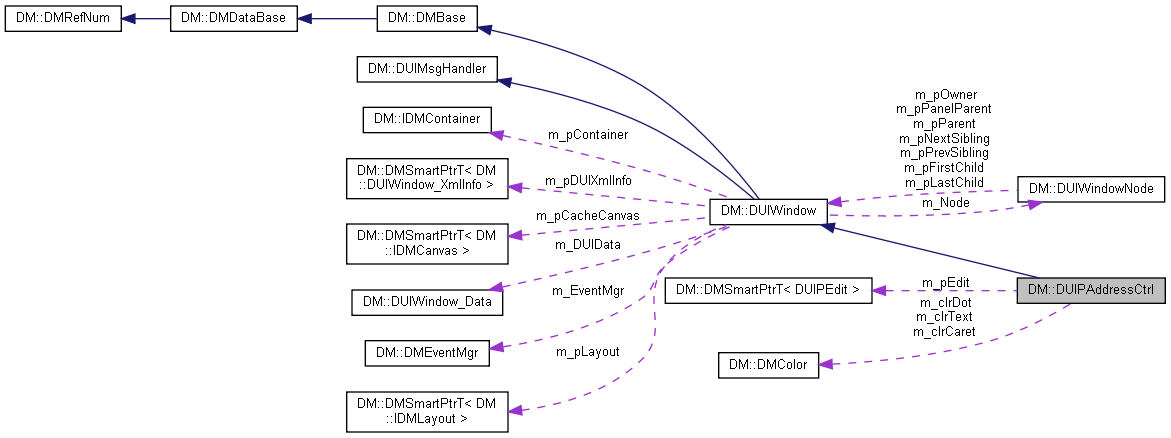 DM::DMRefNum
DM::DMDataBase
DM::DMBase
DM::DUIMsgHandler
DM::IDMContainer
DM::DMSmartPtrT< DM
::DUIWindow_XmlInfo >
DM::DMSmartPtrT< DM
::IDMCanvas >
DM::DUIWindow_Data
DM::DMEventMgr
DM::DMSmartPtrT< DM
::IDMLayout >
m_pContainer
m_pDUIXmlInfo
m_pCacheCanvas
m_DUIData
m_EventMgr
m_pLayout
DM::DUIWindow
DM::DMSmartPtrT< DUIPEdit >
DM::DMColor
m_pOwner
m_pPanelParent
m_pParent
m_pNextSibling
m_pPrevSibling
m_pFirstChild
m_pLastChild
m_Node
m_pEdit
m_clrDot
m_clrText
m_clrCaret
DM::DUIWindowNode
DM::DUIPAddressCtrl